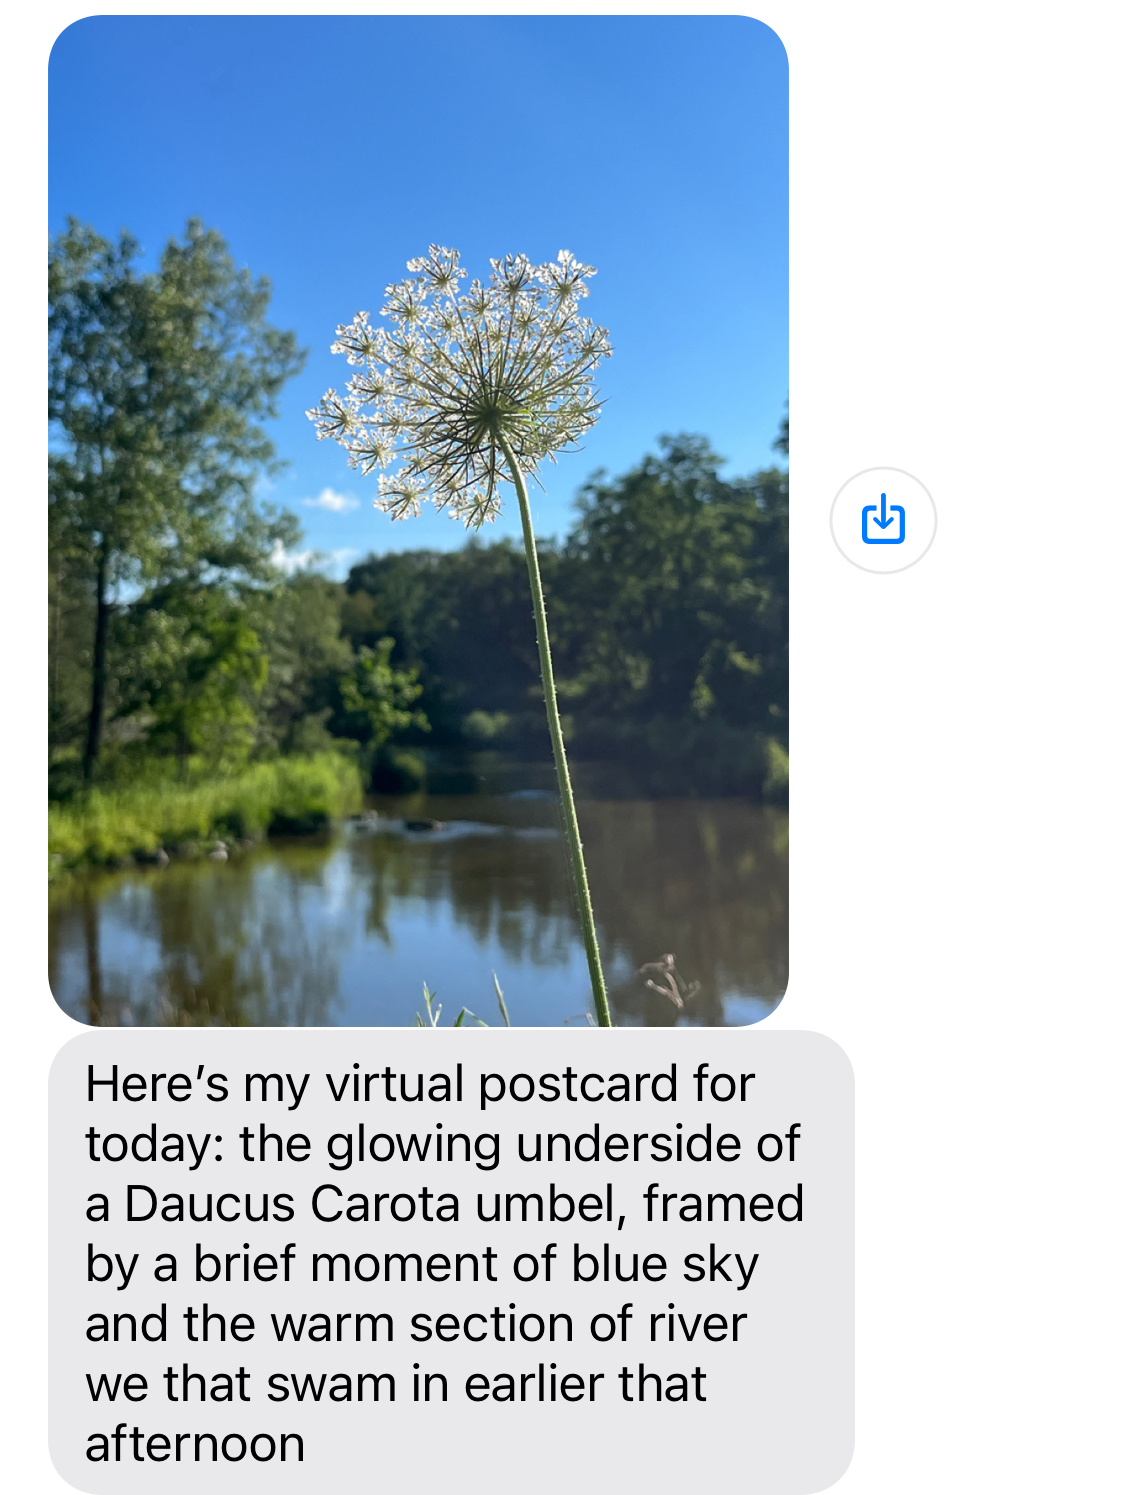 Here’s my virtual postcard for
today: the glowing underside of
a Daucus Carota umbel, framed
by a brief moment of blue sky
and the warm section of river
we that swam in earlier that
afternoon